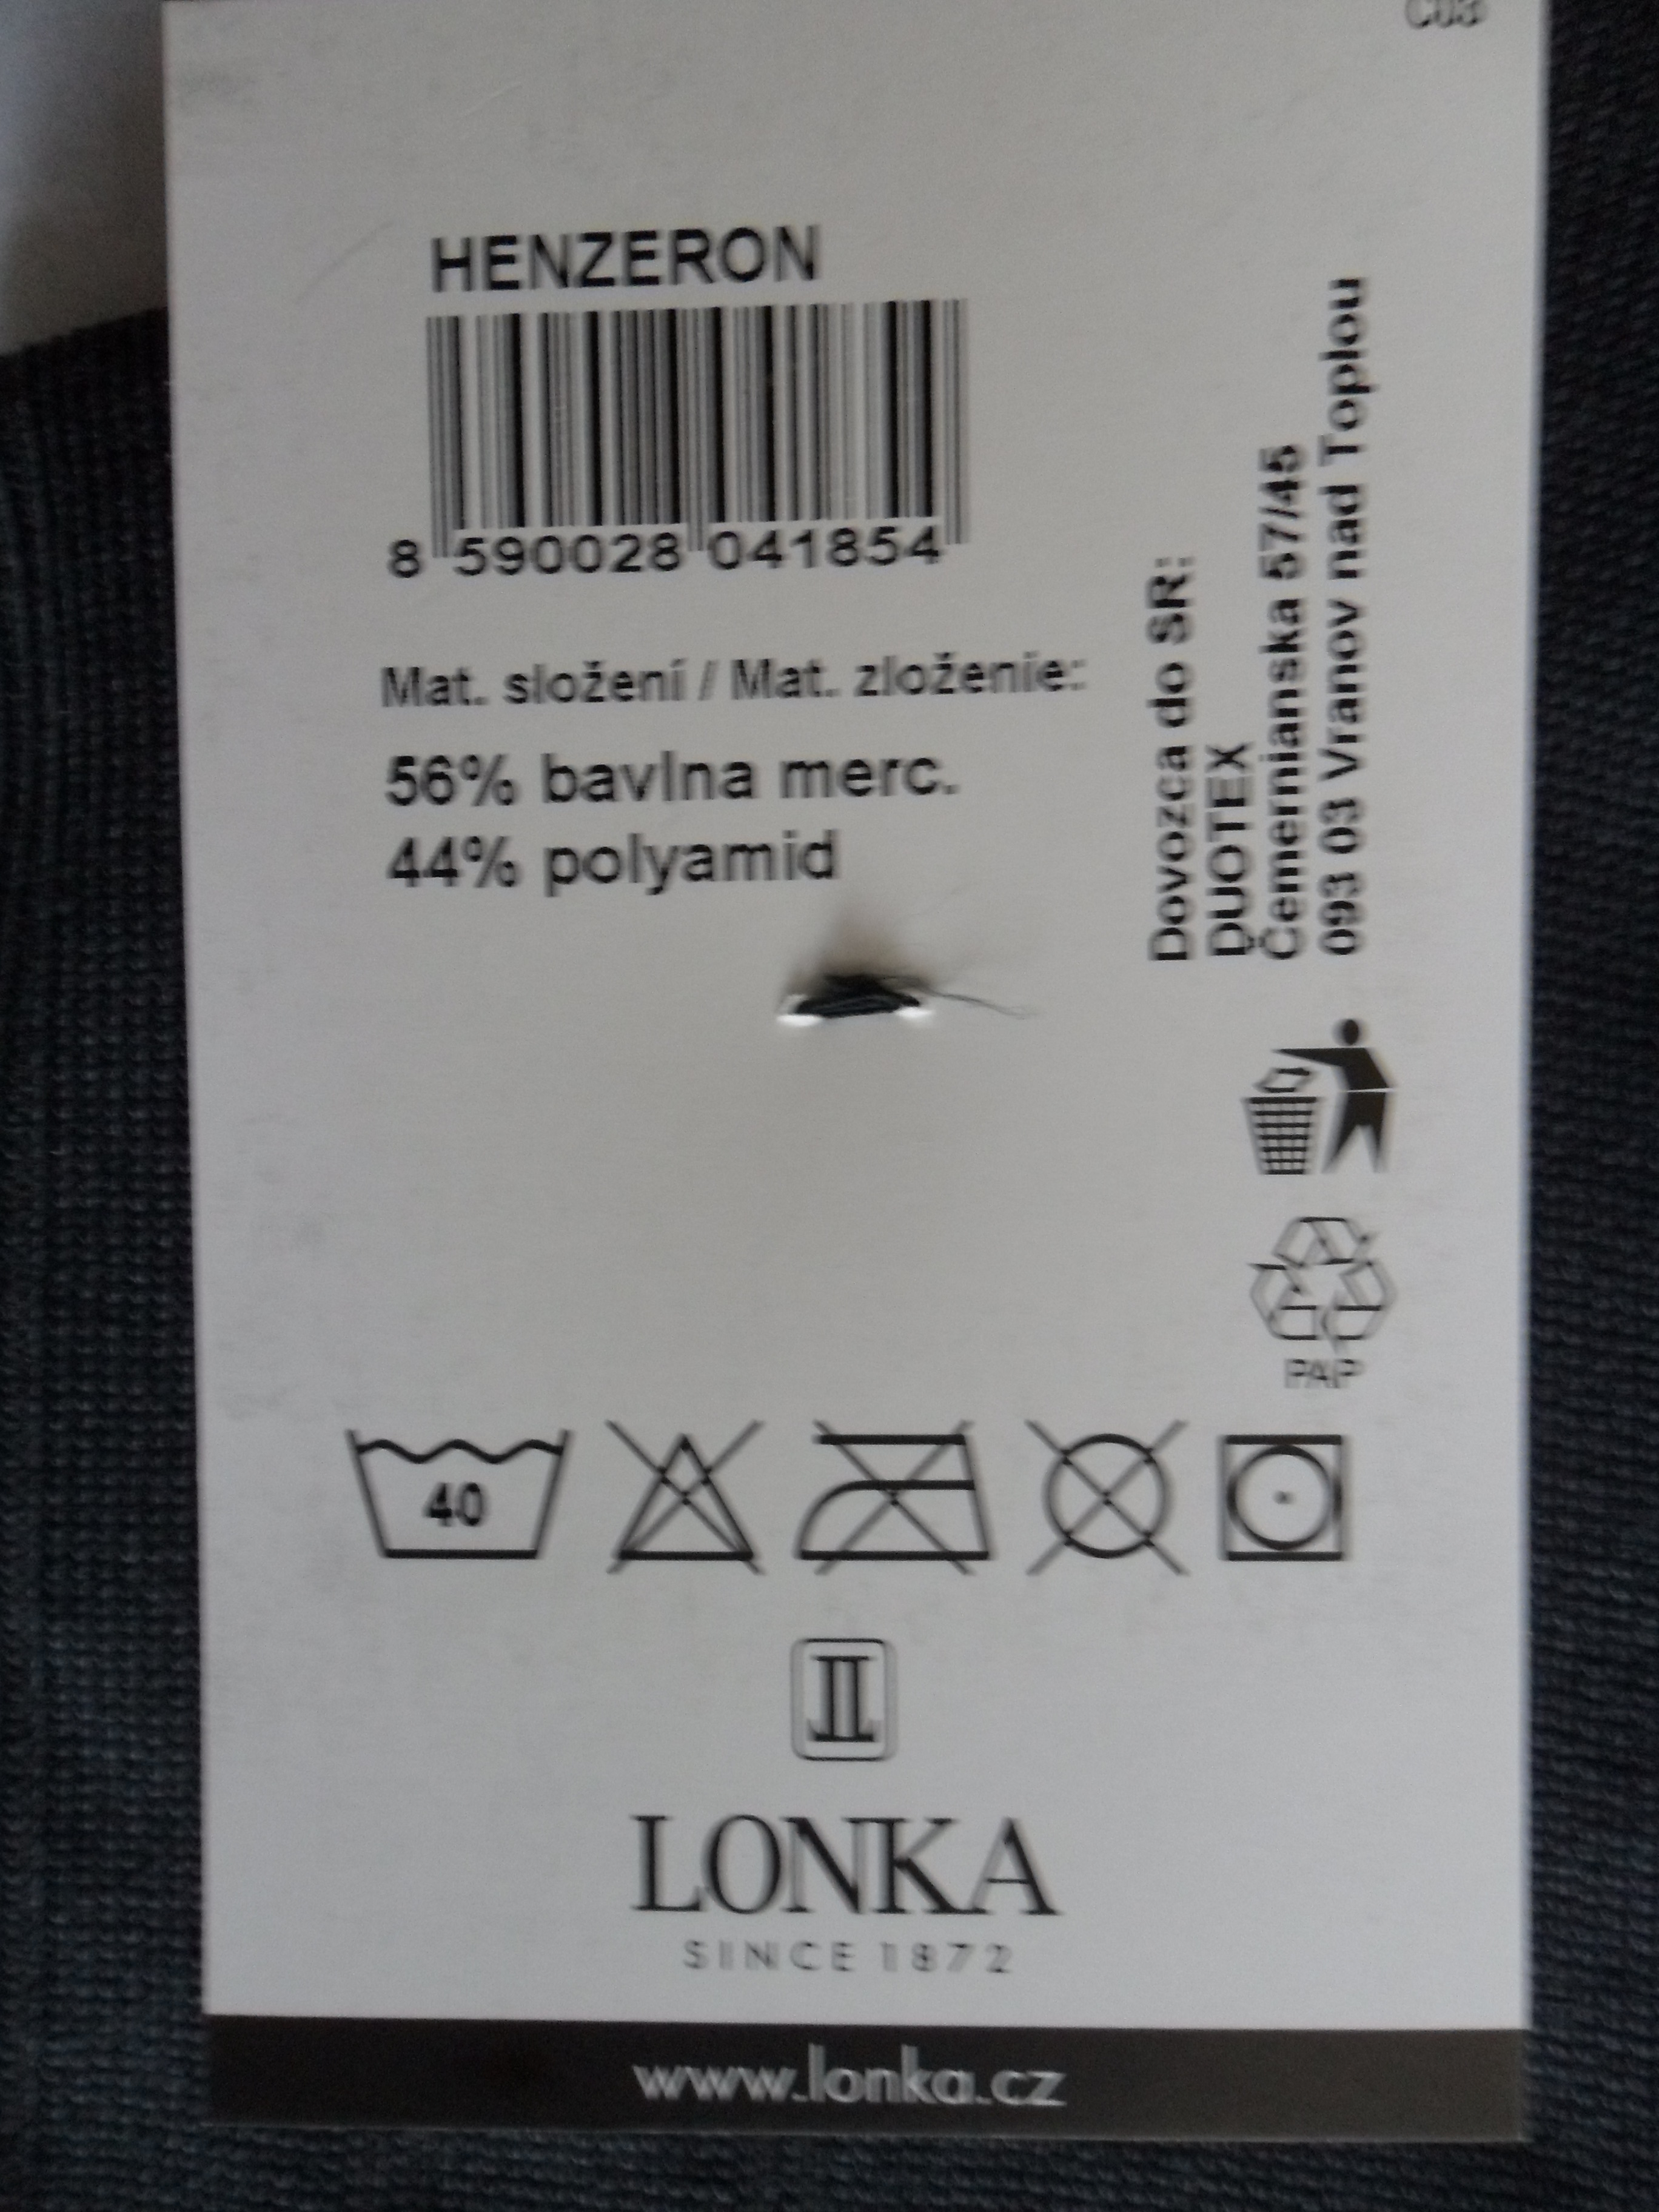 HENZERON
8 590028 041854
Mat. složení / Mat. zloženie:
56% bavlna merc.
44% polyamid
Dovozca do SR:
DUOTEX
Čemernianska 57/45
093 03 Vranov nad Topľou
PAP
40
LONKA
SINCE 1872
www.lonka.cz